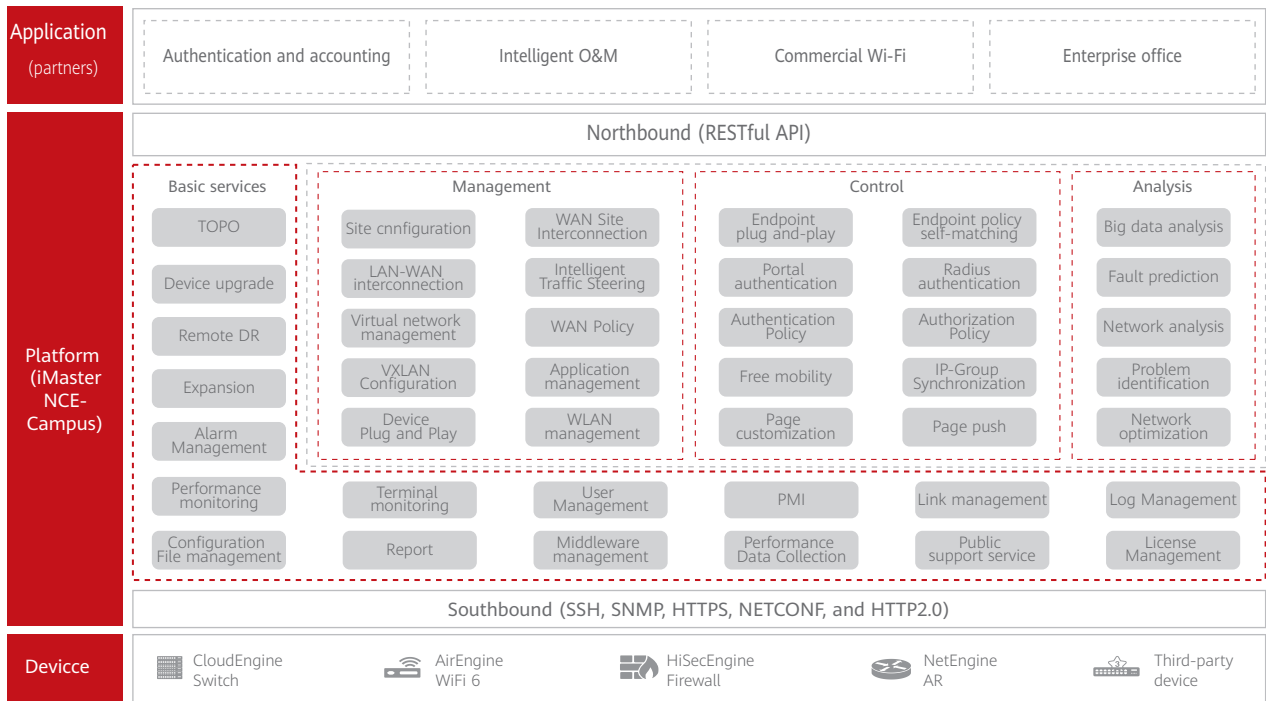 Application
(partners)
Authentication and accounting
Intelligent O&M
Commercial Wi-Fi
Enterprise office
Platform
(iMaster
NCE-
Campus)
Northbound (RESTful API)
Basic services
TOPO
Device upgrade
Remote DR
Expansion
Alarm
Management
Performance
monitoring
Configuration
File management
Management
Site cnnfiguration
WAN Site
Interconnection
LAN-WAN
interconnection
Intelligent
Traffic Steering
Virtual network
management
WAN Policy
VXLAN
Configuration
Application
management
Device
Plug and Play
WLAN
management
Control
Endpoint
plug and-play
Endpoint policy
self-matching
Portal
authentication
Radius
authentication
Authentication
Policy
Authorization
Policy
Free mobility
IP-Group
Synchronization
Page
customization
Page push
Analysis
Big data analysis
Fault prediction
Network analysis
Problem
identification
Network
optimization
Terminal
monitoring
User
Management
PMI
Link management
Log Management
Report
Middleware
management
Performance
Data Collection
Public
support service
License
Management
Southbound (SSH, SNMP, HTTPS, NETCONF, and HTTP2.0)
Devicce
CloudEngine
Switch
AirEngine
WiFi 6
HiSecEngine
Firewall
NetEngine
AR
Third-party
device